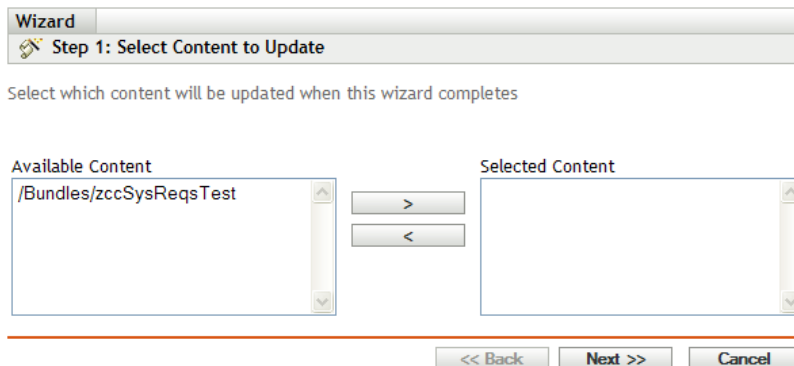 Wizard
Step 1: Select Content to Update
Select which content will be updated when this wizard completes
Available Content
Selected Content
/Bundles/zccSysReqsTest
>
<
<< Back
Next >>
Cancel